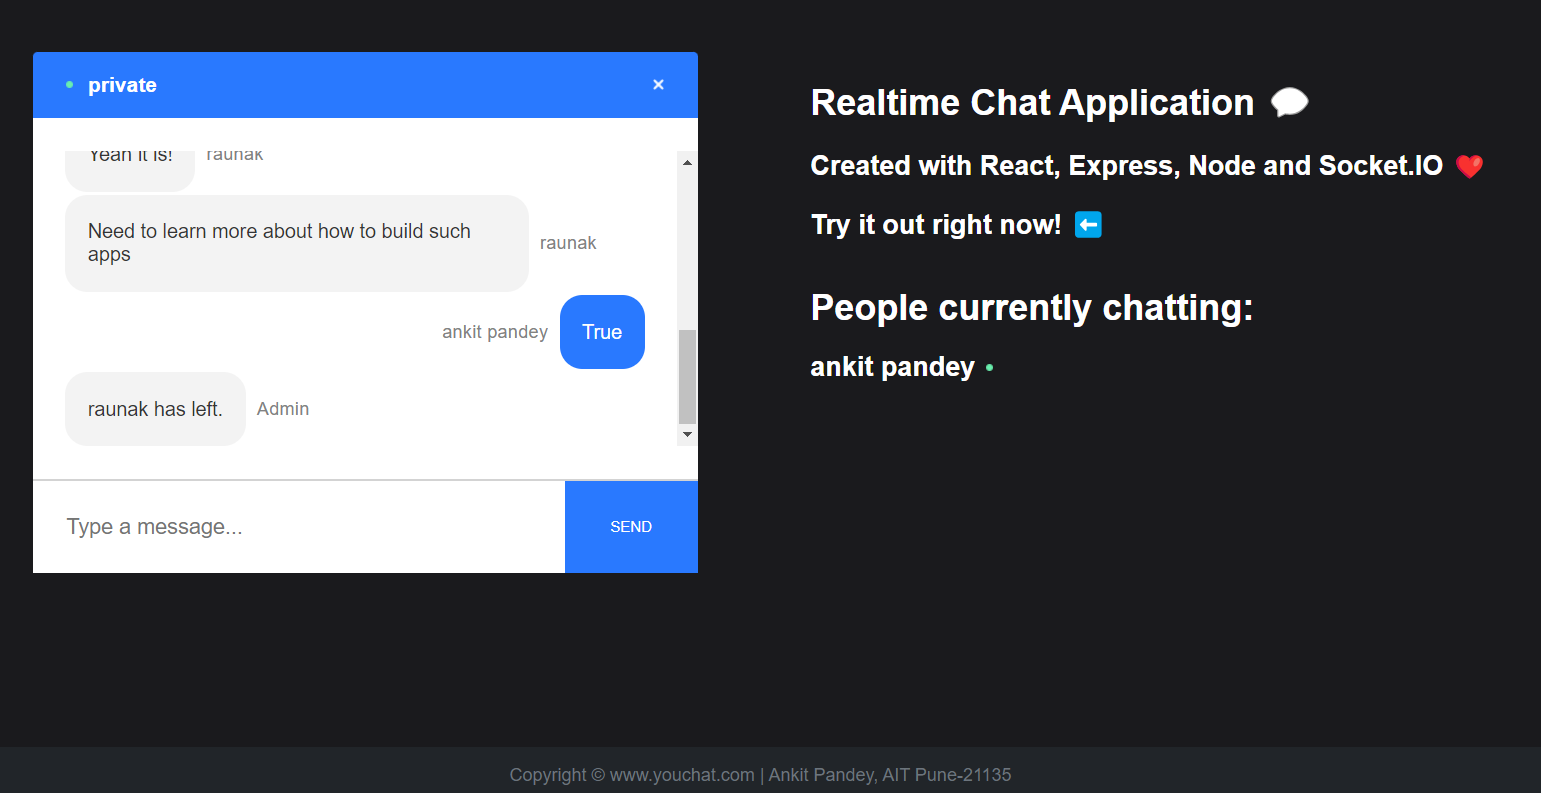 private
×
Yeah it is!
raunak
Need to learn more about how to build such
apps
raunak
ankit pandey
True
raunak has left.
Admin
Type a message...
SEND
Realtime Chat Application 💬
Created with React, Express, Node and Socket.IO ❤️
Try it out right now! ⬅️
People currently chatting:
ankit pandey
Copyright © www.youchat.com | Ankit Pandey, AIT Pune-21135